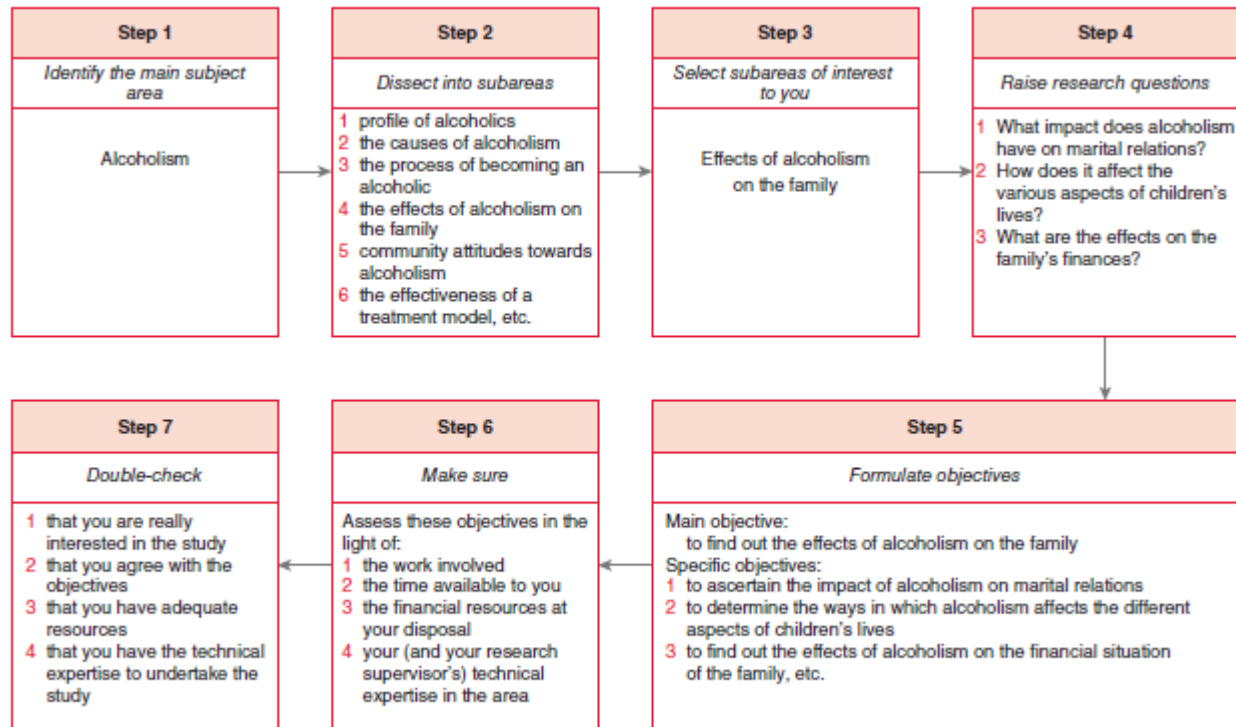 Step 1
Identify the main subject
area
Alcoholism
Step 2
Dissect into subareas
1 profile of alcoholics
2 the causes of alcoholism
3 the process of becoming an
alcoholic
4 the effects of alcoholism on
the family
5 community attitudes towards
alcoholism
6 the effectiveness of a
treatment model, etc.
Step 3
Select subareas of interest
to you
Effects of alcoholism
on the family
Step 4
Raise research questions
1 What impact does alcoholism
have on marital relations?
2 How does it affect the
various aspects of children's
lives?
3 What are the effects on the
family's finances?
Step 5
Formulate objectives
Main objective:
to find out the effects of alcoholism on the family
Specific objectives:
1 to ascertain the impact of alcoholism on marital relations
2 to determine the ways in which alcoholism affects the different
aspects of children's lives
3 to find out the effects of alcoholism on the financial situation
of the family, etc.
Step 6
Make sure
Assess these objectives in the
light of:
1 the work involved
2 the time available to you
3 the financial resources at
your disposal
4 your (and your research
supervisor's) technical
expertise in the area
Step 7
Double-check
1 that you are really
interested in the study
2 that you agree with the
objectives
3 that you have adequate
resources
4 that you have the technical
expertise to undertake the
study